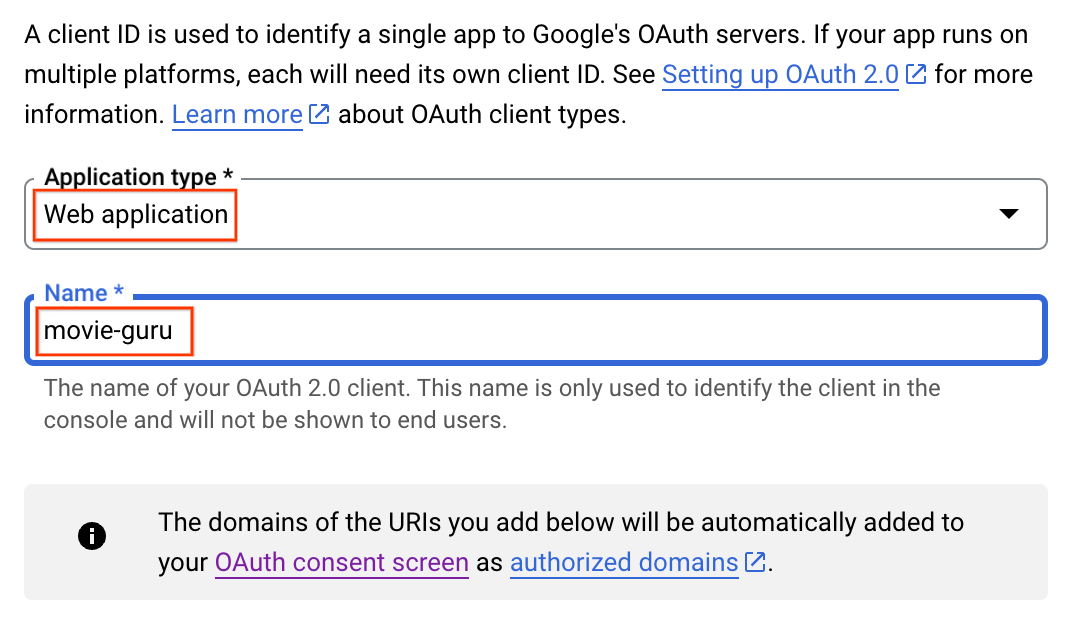 A client ID is used to identify a single app to Google's OAuth servers. If your app runs on
multiple platforms, each will need its own client ID. See Setting up OAuth 2.0 for more
information. Learn more about OAuth client types.
Application type *
Web application
Name *
movie-guru
The name of your OAuth 2.0 client. This name is only used to identify the client in the
console and will not be shown to end users.
The domains of the URIs you add below will be automatically added to
your OAuth consent screen as authorized domains.